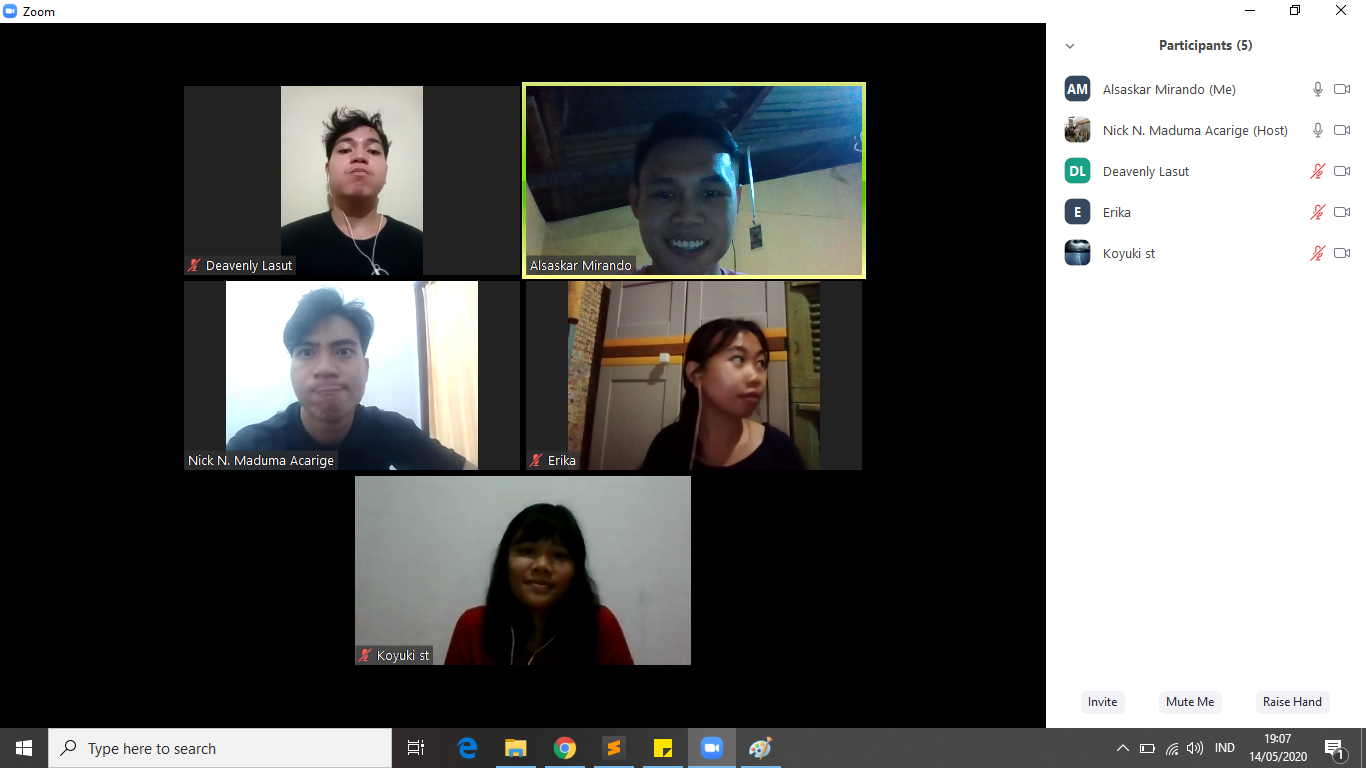 Zoom
Participants (5)
AM Alsaskar Mirando (Me)
Nick N. Maduma Acarige (Host)
DL Deavenly Lasut
E Erika
Koyuki st
Deavenly Lasut
Alsaskar Mirando
Nick N. Maduma Acarige
Erika
Koyuki st
Invite Mute Me Raise Hand
Type here to search
IND
19:07
14/05/2020
1